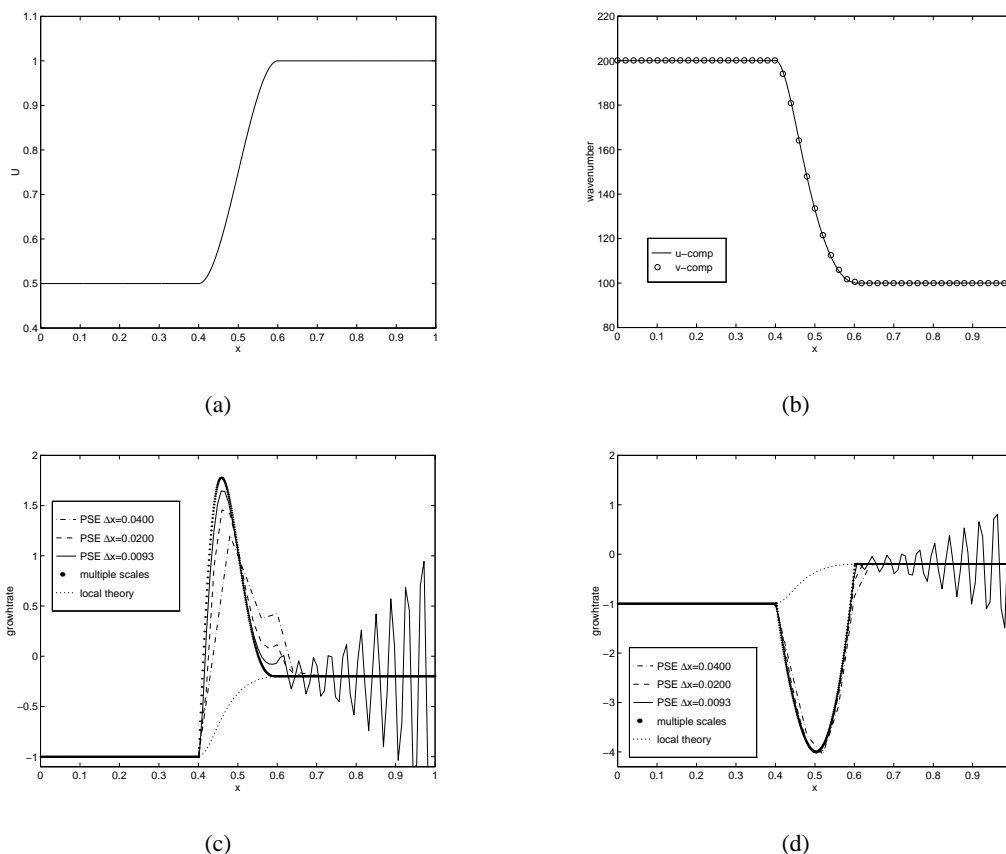 1.1
1
0.9
0.8
0.7
0.6
0.5
0.4
U
0 0.1 0.2 0.3 0.4 0.5 0.6 0.7 0.8 0.9 1
x
(a)
220
200
180
160
140
120
100
80
wavenumber
u-comp
v-comp
0 0.1 0.2 0.3 0.4 0.5 0.6 0.7 0.8 0.9
x
(b)
2
1.5
1
0.5
0
−0.5
−1
growhtrate
PSE Δx=0.0400
PSE Δx=0.0200
PSE Δx=0.0093
multiple scales
local theory
0 0.1 0.2 0.3 0.4 0.5 0.6 0.7 0.8 0.9 1
x
(c)
2
1
0
−1
−2
−3
−4
growhtrate
PSE Δx=0.0400
PSE Δx=0.0200
PSE Δx=0.0093
multiple scales
local theory
0 0.1 0.2 0.3 0.4 0.5 0.6 0.7 0.8 0.9
x
(d)